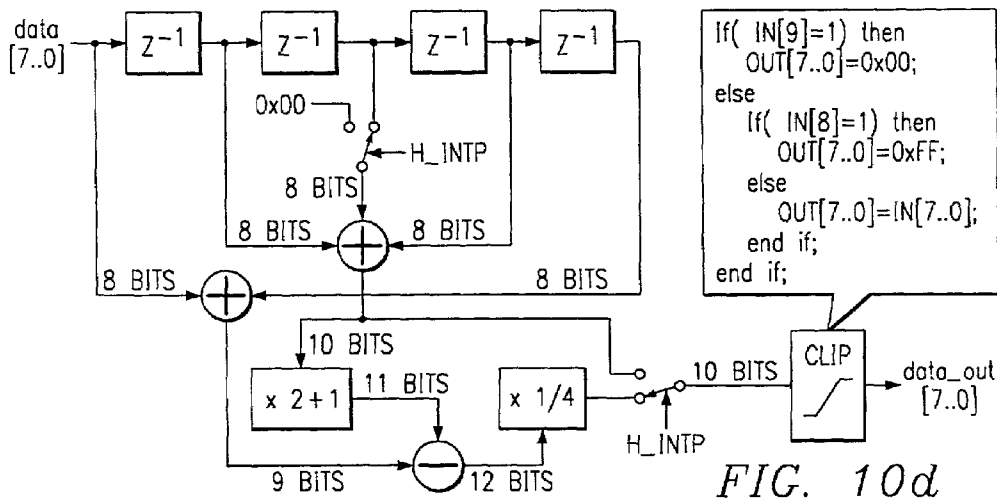 data
[7..0]
Z⁻¹
Z⁻¹
Z⁻¹
Z⁻¹
0x00
H_INTP
8 BITS
8 BITS
8 BITS
8 BITS
8 BITS
10 BITS
x 2+1
11 BITS
x 1/4
10 BITS
H_INTP
9 BITS
12 BITS
If( IN[9]=1) then
OUT[7..0]=0x00;
else
If( IN[8]=1) then
OUT[7..0]=0xFF;
else
OUT[7..0]=IN[7..0];
end if;
end if;
CLIP
data_out
[7..0]
FIG. 10d